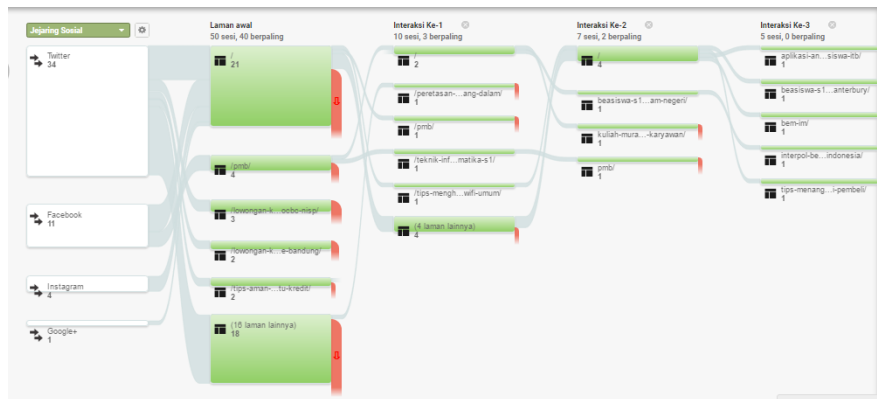 Jejaring Sosial
Twitter
34
Facebook
11
Instagram
4
Google+
1
Laman awal
50 sesi, 40 berpaling
/
21
/pmb/
4
/lowongan-k...ocbc-nisp/
3
/lowongan-k...e-bandung/
2
/tips-aman-...tu-kredit/
2
(16 laman lainnya)
18
Interaksi Ke-1
10 sesi, 3 berpaling
/
2
/peretasan-...ang-dalam/
1
/pmb/
1
/teknik-inf...matika-s1/
1
/tips-mengh...wifi-umum/
1
(4 laman lainnya)
4
Interaksi Ke-2
7 sesi, 2 berpaling
/
4
beasiswa-s1...am-negeri/
1
kuliah-mura...-karyawan/
1
pmb/
1
Interaksi Ke-3
5 sesi, 0 berpaling
aplikasi-an...siswa-itb/
1
beasiswa-s1...anterbury/
1
bem-im/
1
interpol-be...indonesia/
1
tips-menang...i-pembeli/
1